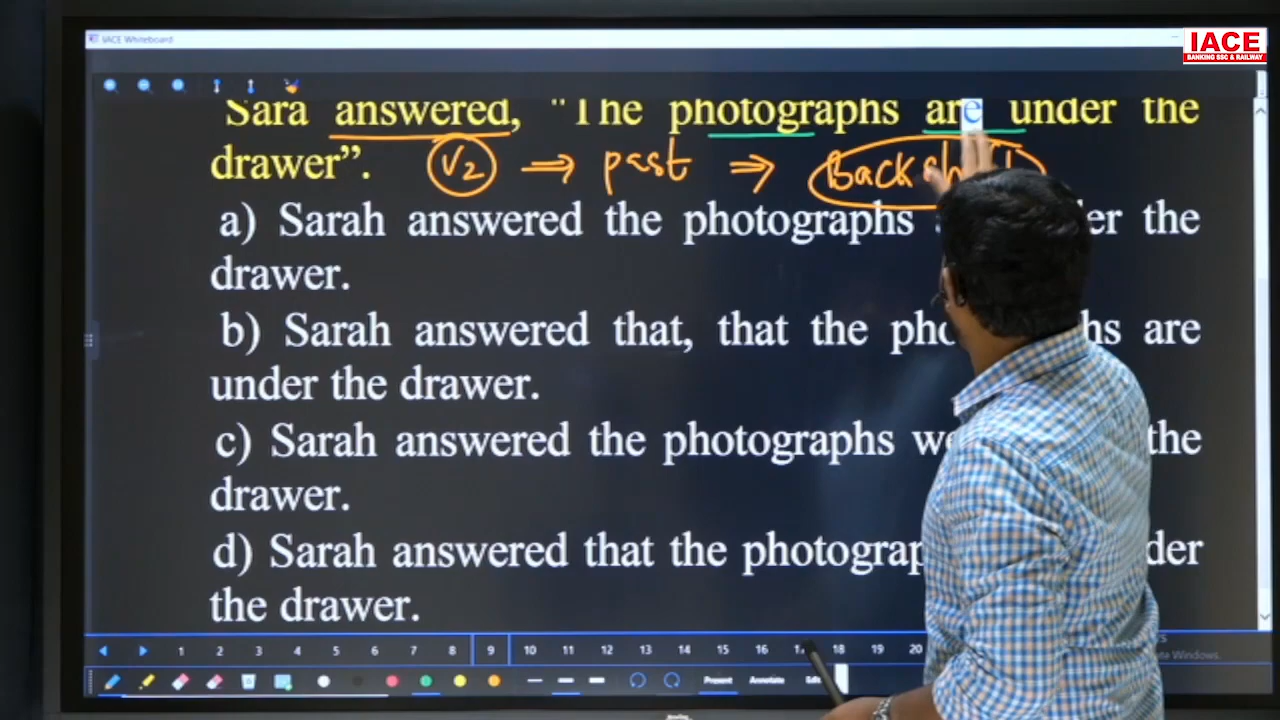 IACE Whiteboard
IACE
BANKING SSC & RAILWAY
Sara answered, "The photographs are under the
drawer”.
V2 ⇒ past ⇒
a) Sarah answered the photographs the
drawer.
b) Sarah answered that, that the are
under the drawer.
c) Sarah answered the photographs the
drawer.
d) Sarah answered that the
the drawer.
1 2 3 4 5 6 7 8 9 10 11 12 13 14 15 16 18 19 20
Present Annotate
Windows.